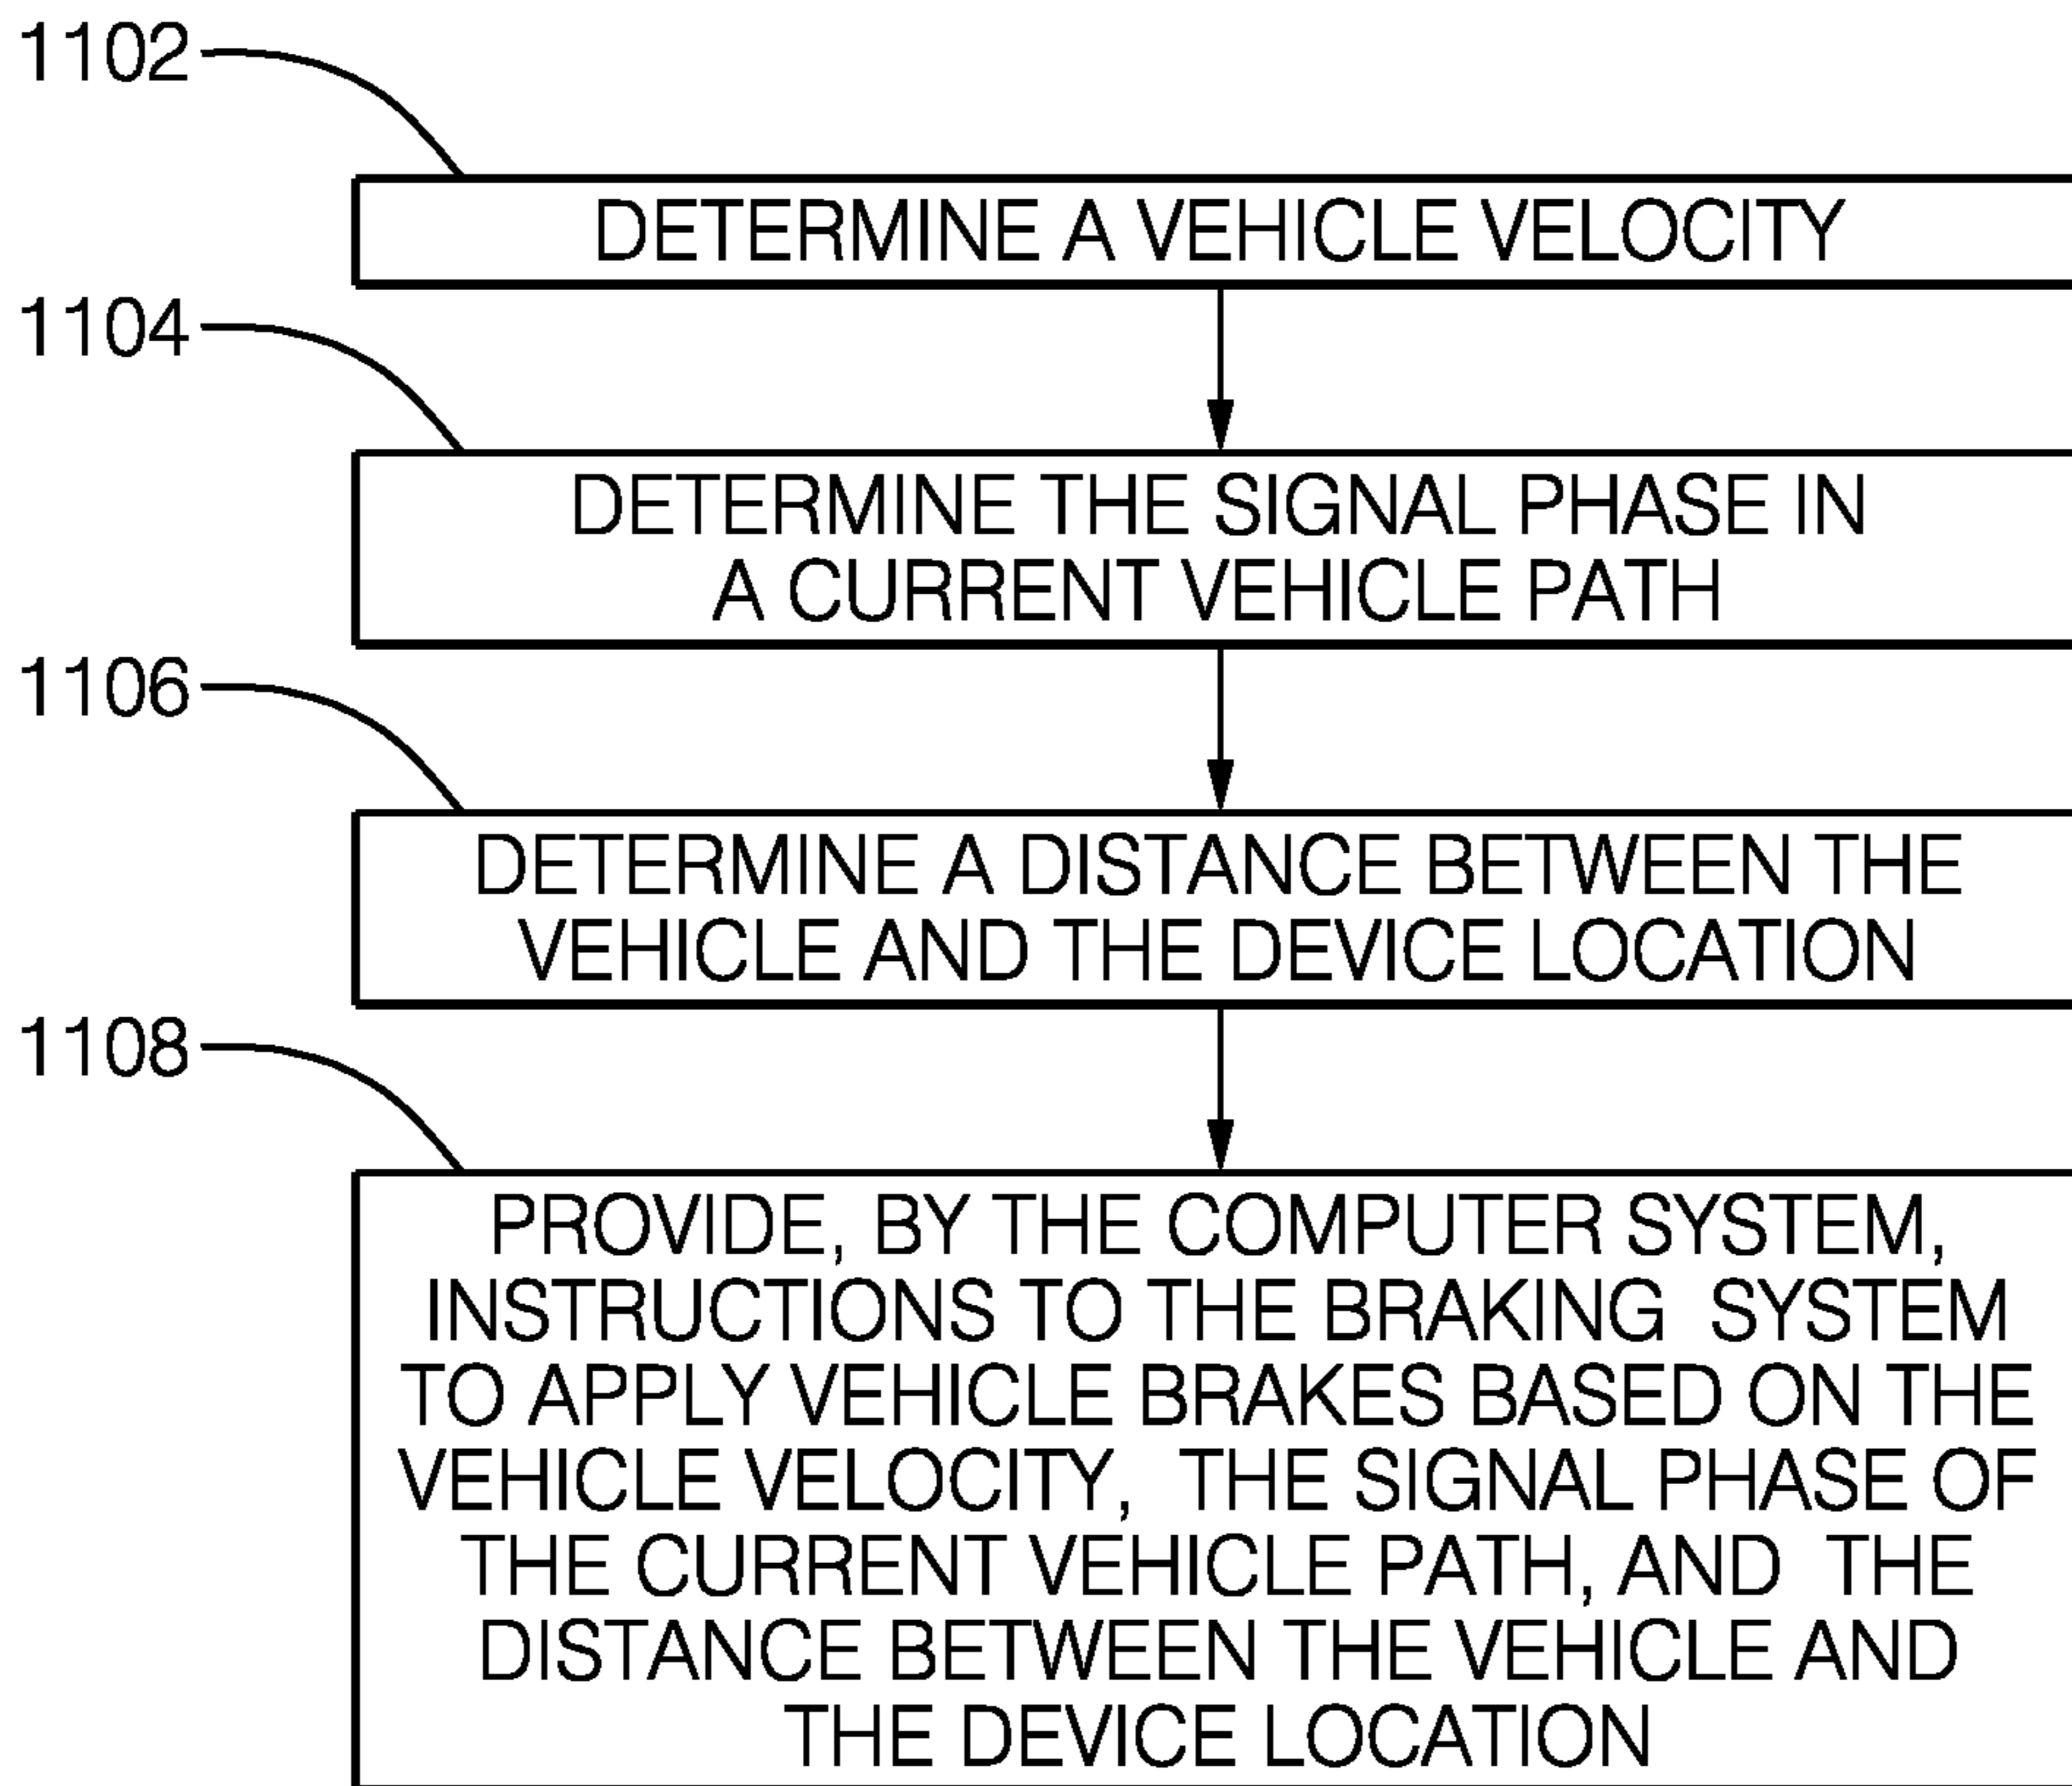 1102
DETERMINE A VEHICLE VELOCITY
1104
DETERMINE THE SIGNAL PHASE IN
A CURRENT VEHICLE PATH
1106
DETERMINE A DISTANCE BETWEEN THE
VEHICLE AND THE DEVICE LOCATION
1108
PROVIDE, BY THE COMPUTER SYSTEM,
INSTRUCTIONS TO THE BRAKING SYSTEM
TO APPLY VEHICLE BRAKES BASED ON THE
VEHICLE VELOCITY, THE SIGNAL PHASE OF
THE CURRENT VEHICLE PATH, AND THE
DISTANCE BETWEEN THE VEHICLE AND
THE DEVICE LOCATION